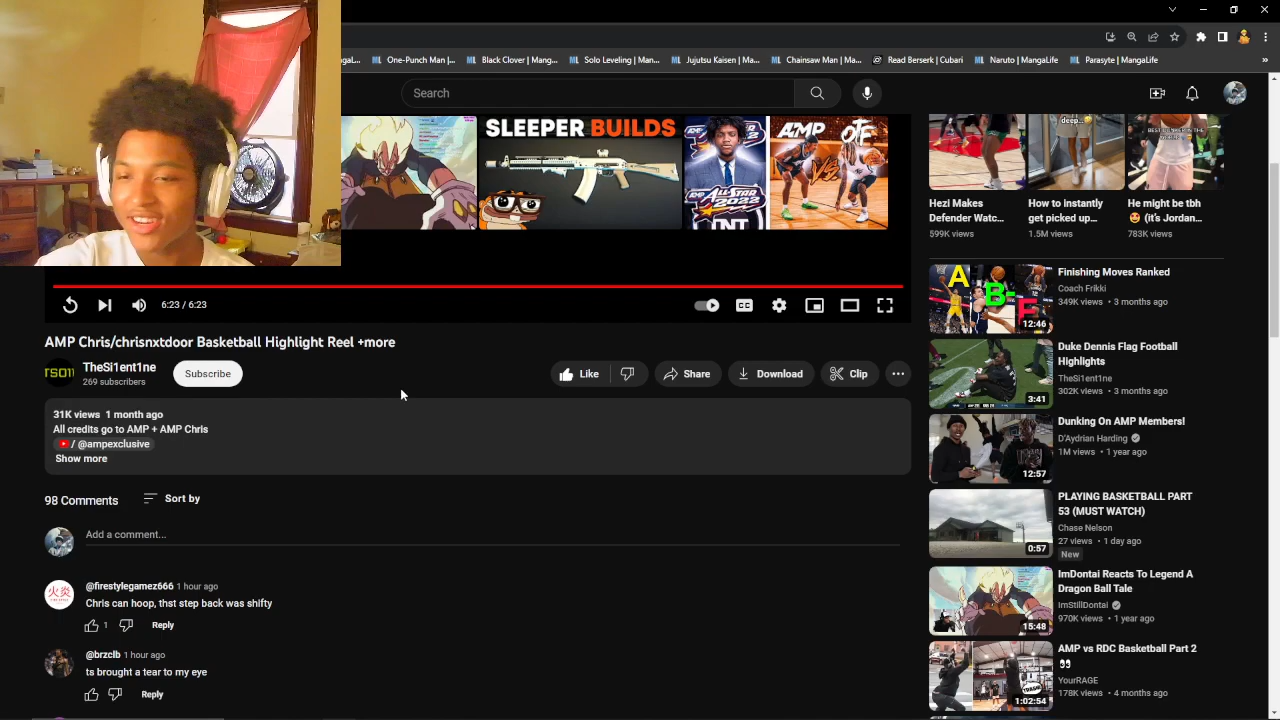 gaLi...
One-Punch Man |...
Black Clover | Mang...
Solo Leveling | Man...
Jujutsu Kaisen | Ma...
Chainsaw Man | Ma...
Read Berserk | Cubari
Naruto | MangaLife
Parasyte | MangaLife
»
Search
SLEEPER BUILDS
AMP
ALL-STAR
2022
AMP
OTE
VS.
6:23 / 6:23
CC
AMP Chris/chrisnxtdoor Basketball Highlight Reel +more
TheSi1ent1ne
269 subscribers
Subscribe
Like
Share
Download
Clip
31K views 1 month ago
All credits go to AMP + AMP Chris
/ @ampexclusive
Show more
98 Comments
Sort by
Add a comment...
@firestylegamez666 1 hour ago
Chris can hoop, thst step back was shifty
1
Reply
@brzclb 1 hour ago
ts brought a tear to my eye
Reply
deep..
Hezi Makes
Defender Watc...
599K views
How to instantly
get picked up...
1.5M views
He might be tbh
🤩 (it's Jordan...
783K views
A
B-
F
12:46
Finishing Moves Ranked
Coach Frikki
349K views • 3 months ago
3:41
Duke Dennis Flag Football
Highlights
TheSi1ent1ne
302K views • 3 months ago
12:57
Dunking On AMP Members!
D'Aydrian Harding
1M views • 1 year ago
0:57
PLAYING BASKETBALL PART
53 (MUST WATCH)
Chase Nelson
27 views • 1 day ago
New
15:48
ImDontai Reacts To Legend A
Dragon Ball Tale
ImStillDontai
970K views • 1 year ago
1:02:54
AMP vs RDC Basketball Part 2
👀
YourRAGE
178K views • 4 months ago